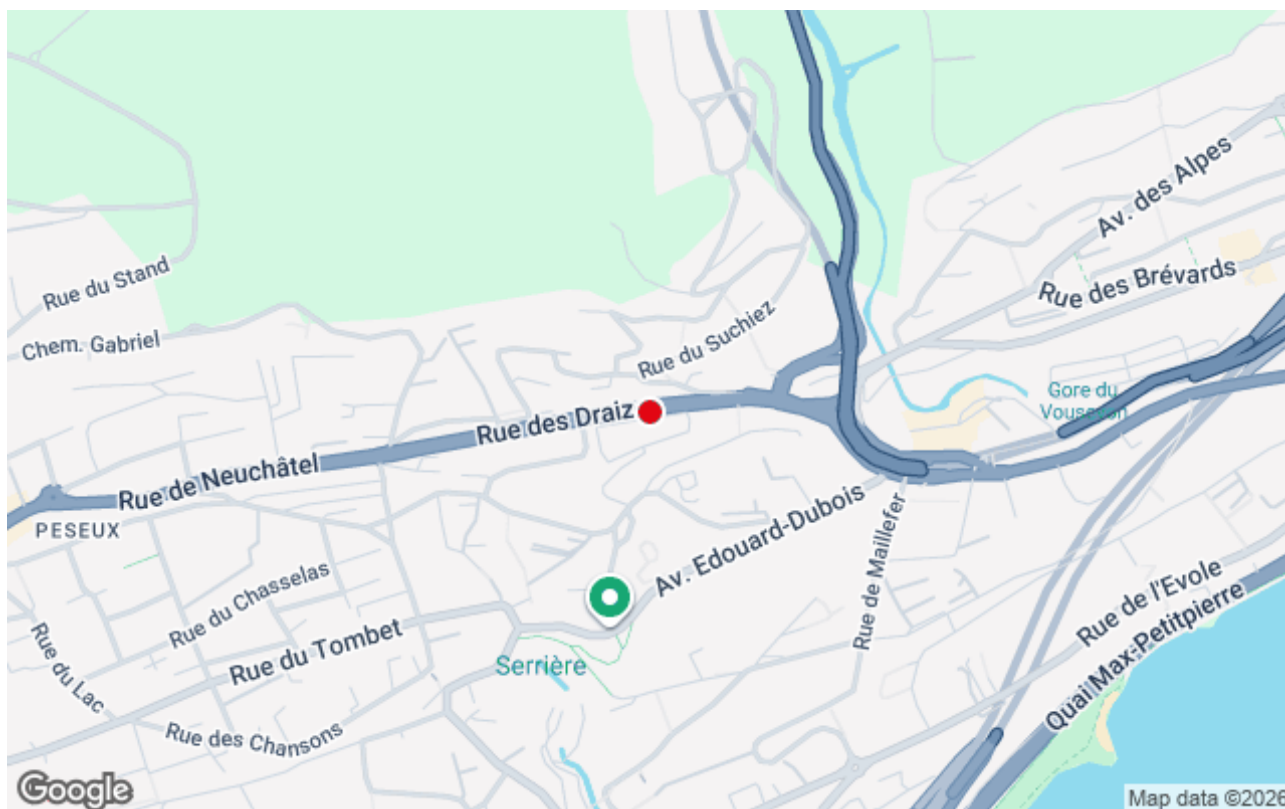 Av. des Alpes
Rue du Stand
Rue des Brévards
Chem. Gabriel
Rue du Suchiez
Gore du
Vouseyon
Rue des Draiz
Rue de Neuchâtel
PESEUX
Av. Edouard-Dubois
Rue de Maillefer
Rue du Chasselas
Rue de l'Evole
Rue du Tombet
Quai Max-Petitpierre
Serrière
Rue du Lac
Rue des Chansons
Google
Map data ©2026